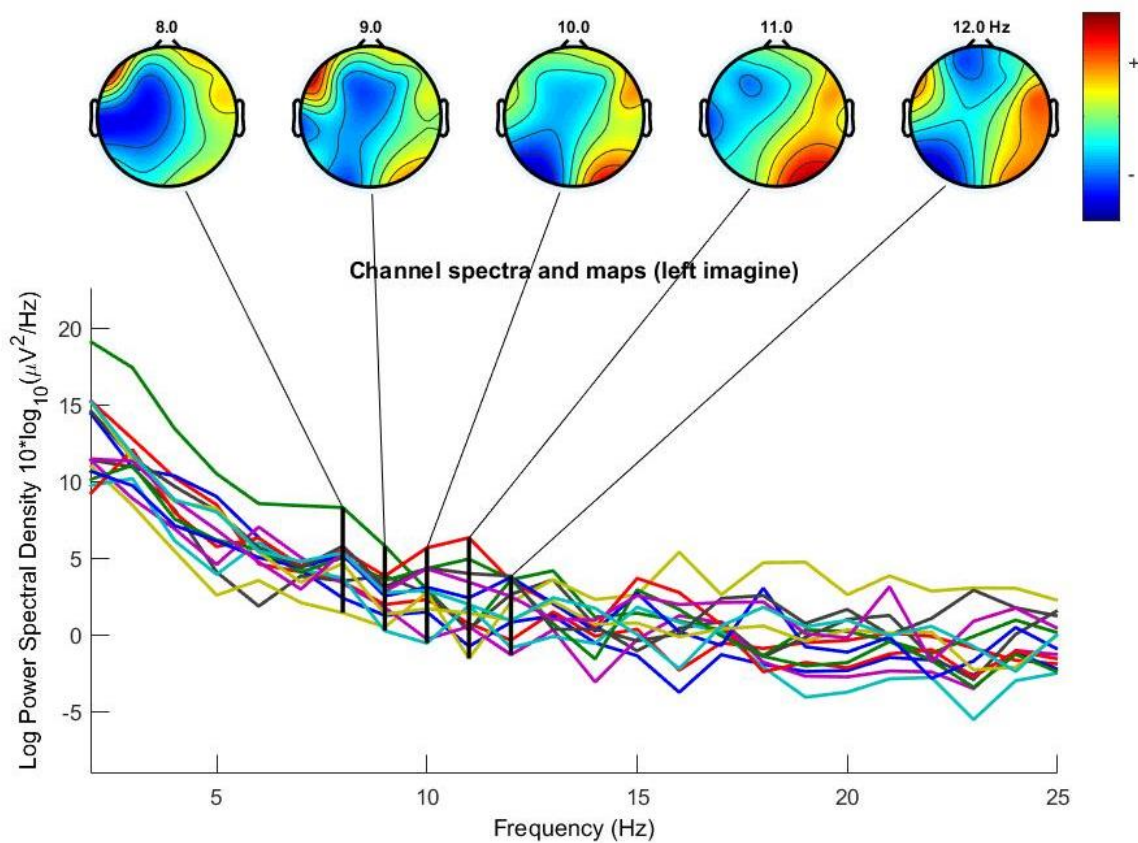 8.0 9.0 10.0 11.0 12.0 Hz
+
-
Channel spectra and maps (left imagine)
Log Power Spectral Density 10*log10(μV2/Hz)
20
15
10
5
0
-5
5 10 15 20 25
Frequency (Hz)